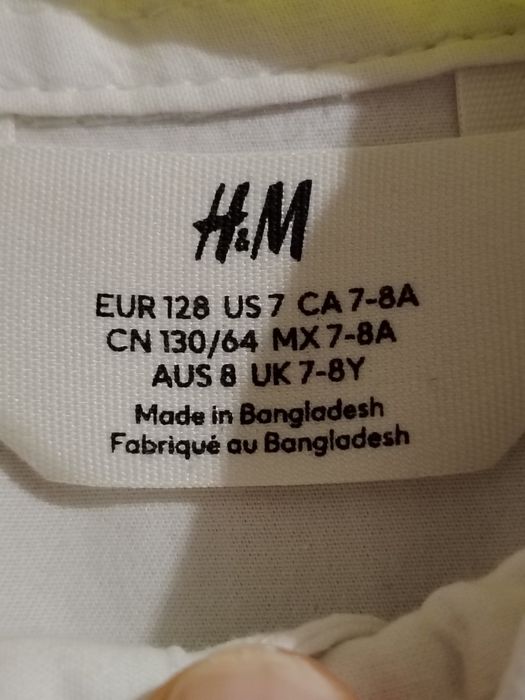 H&M
EUR 128 US 7 CA 7-8A
CN 130/64 MX 7-8A
AUS 8 UK 7-8Y
Made in Bangladesh
Fabriqué au Bangladesh